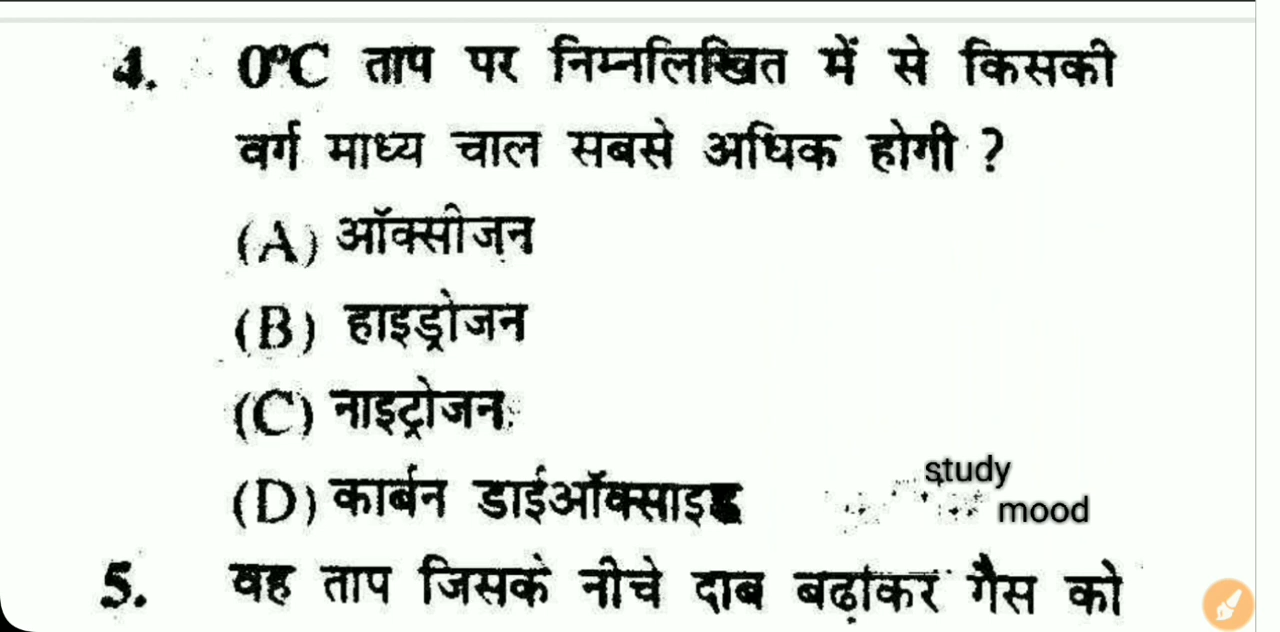 4. 0°C ताप पर निम्नलिखित में से किसकी
वर्ग माध्य चाल सबसे अधिक होगी ?
(A) ऑक्सीजन
(B) हाइड्रोजन
(C) नाइट्रोजन
(D) कार्बन डाईऑक्साइड
study
mood
5. वह ताप जिसके नीचे दाब बढ़ाकर गैस को